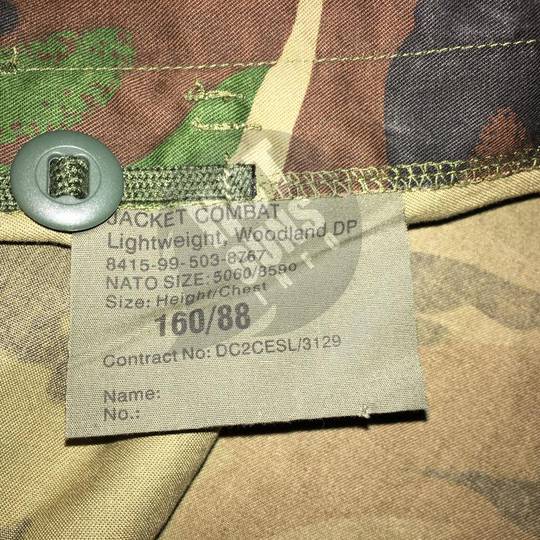 JACKET COMBAT
Lightweight, Woodland DP
8415-99-503-8767
NATO SIZE: 5060/8590
Size: Height/Chest
160/88
Contract No: DC2CESL/3129
Name:
No.: